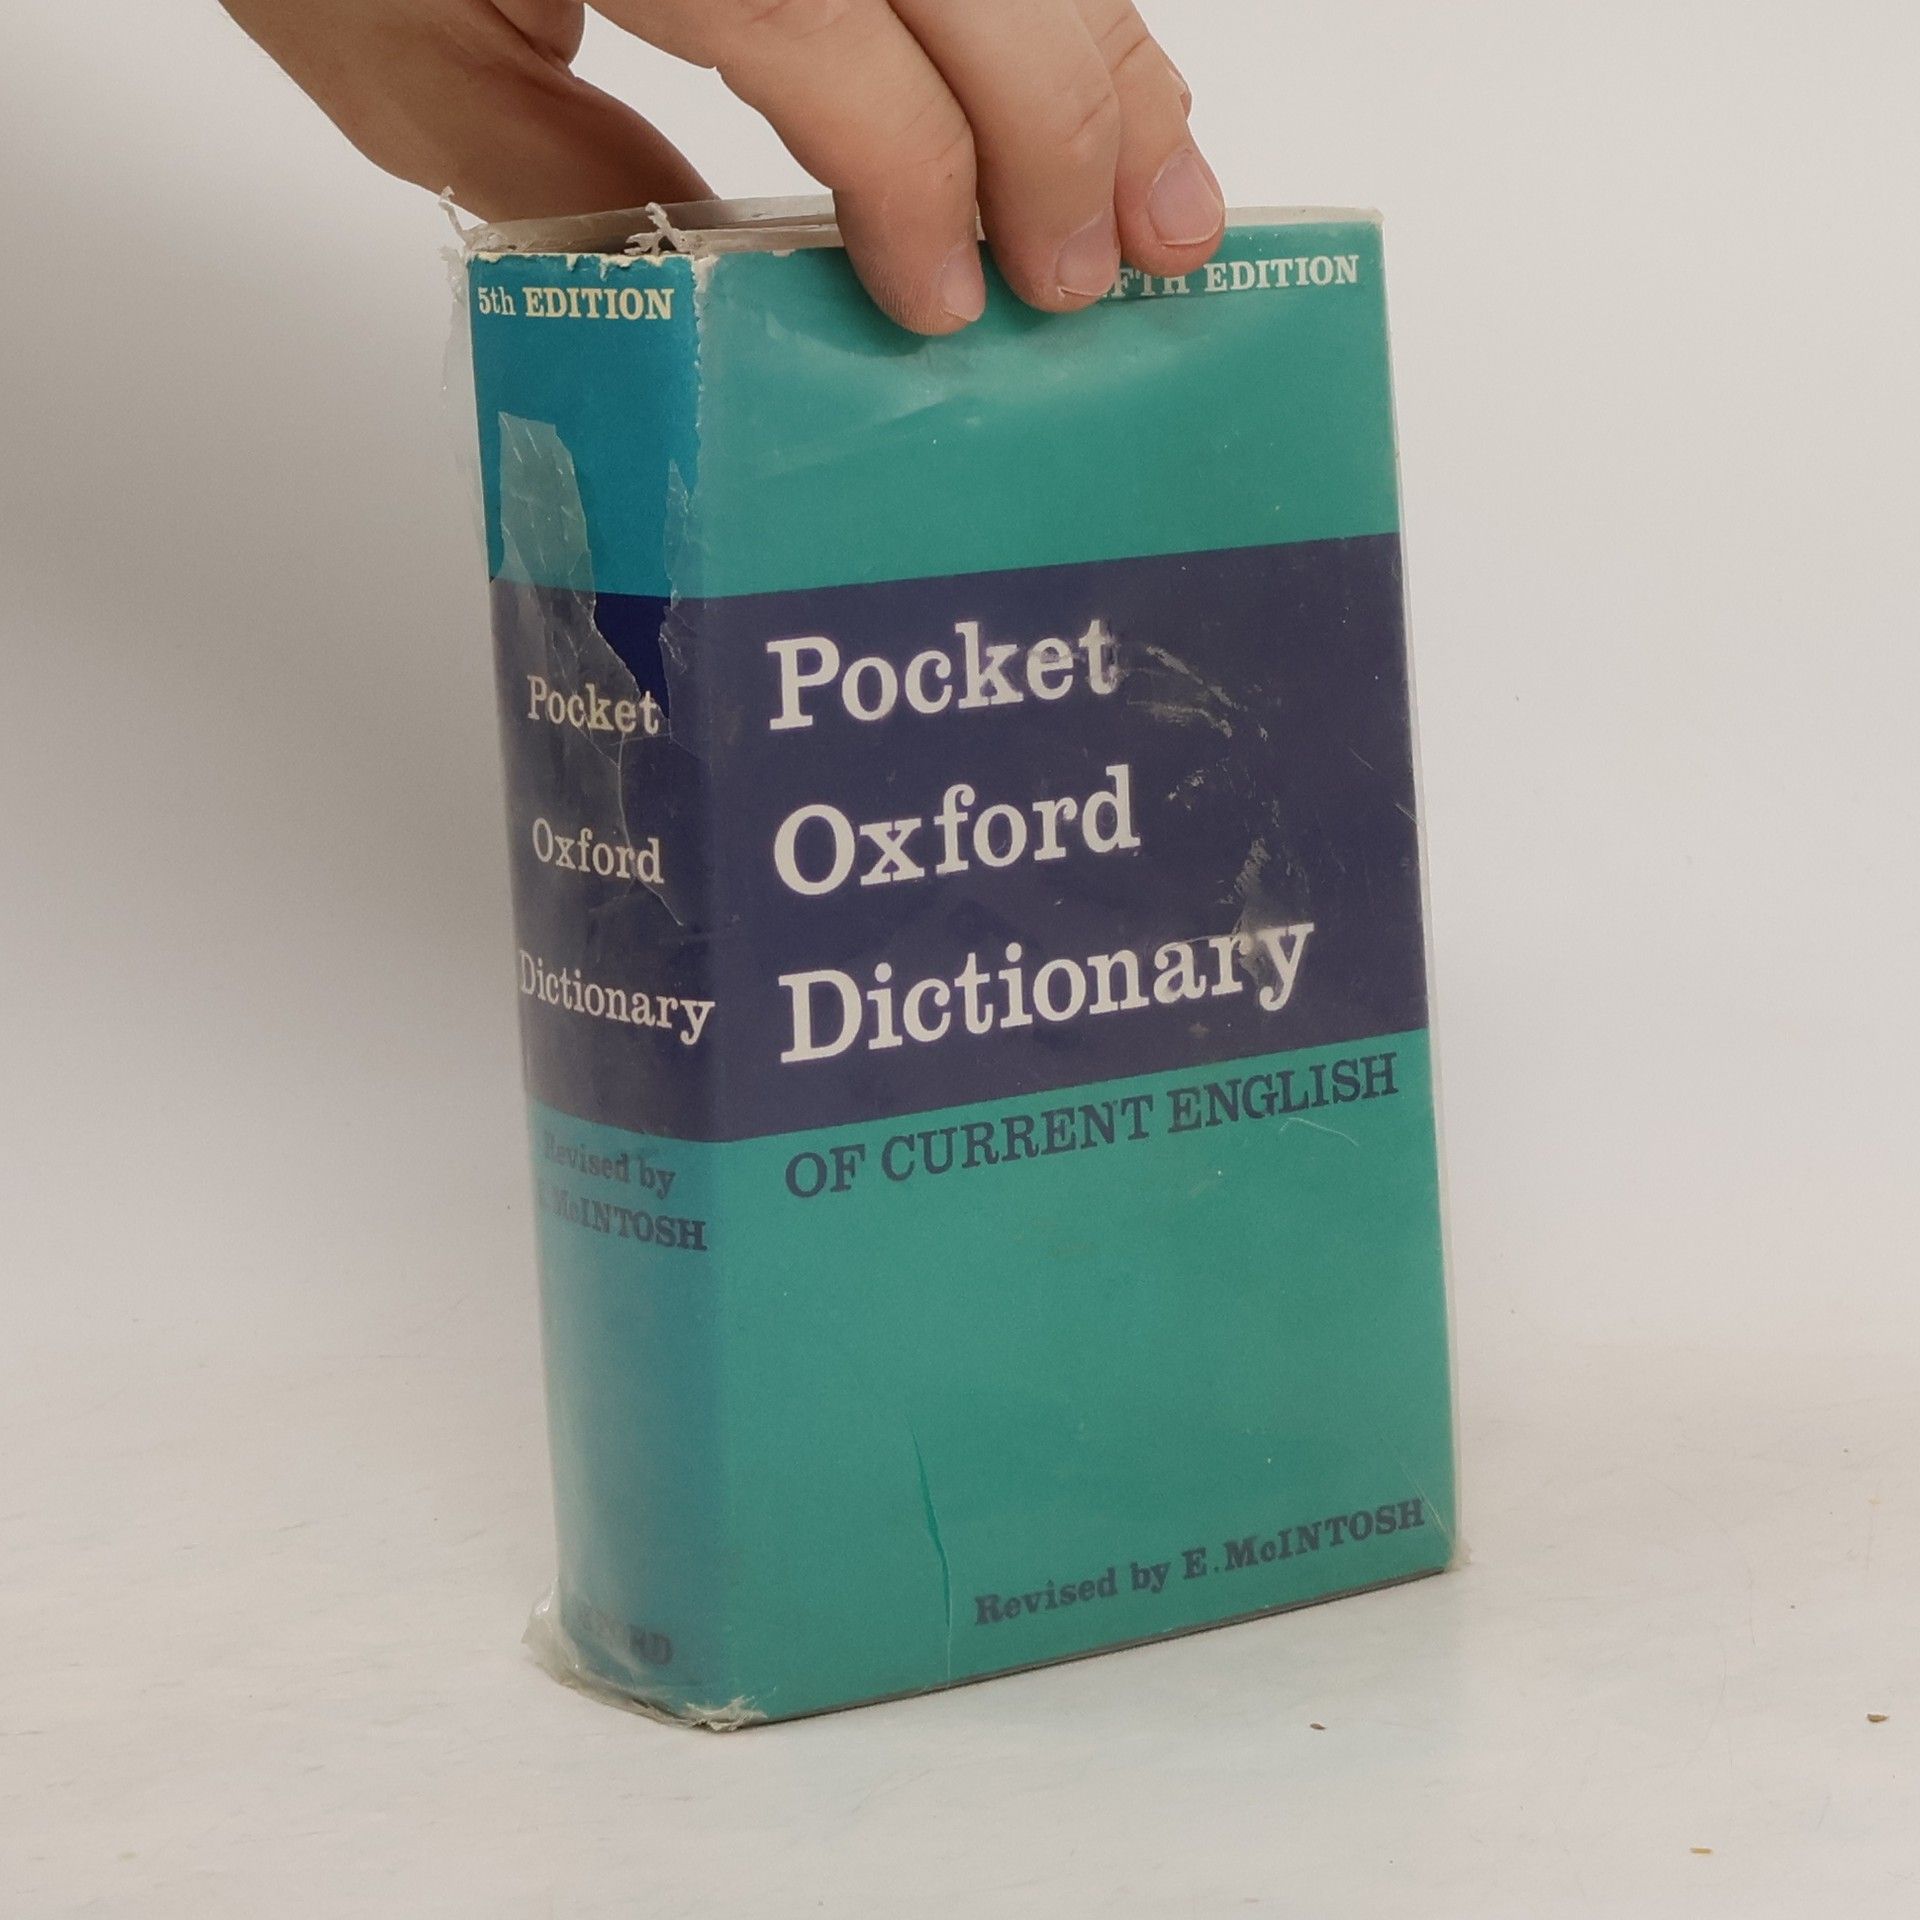 5th EDITION
Pocket
Oxford
Dictionary
Revised by
McINTOSH
EDITION
Pocket
Oxford
Dictionary
OF CURRENT ENGLISH
Revised by E. McINTOSH